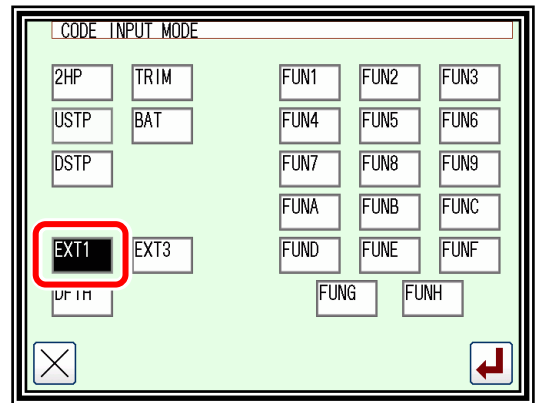 CODE INPUT MODE
2HP TRIM FUN1 FUN2 FUN3
USTP BAT FUN4 FUN5 FUN6
DSTP FUN7 FUN8 FUN9
FUNA FUNB FUNC
EXT1 EXT3 FUND FUNE FUNF
DFTH FUNG FUNH